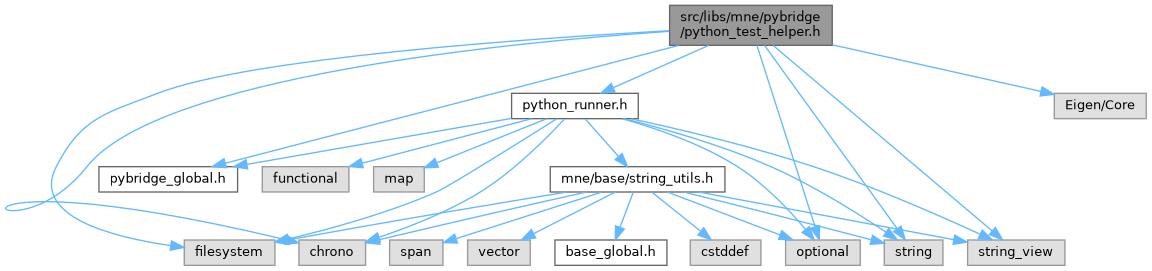 src/libs/mne/pybridge
/python_test_helper.h
python_runner.h
Eigen/Core
pybridge_global.h
functional
map
mne/base/string_utils.h
filesystem
chrono
span
vector
base_global.h
cstddef
optional
string
string_view